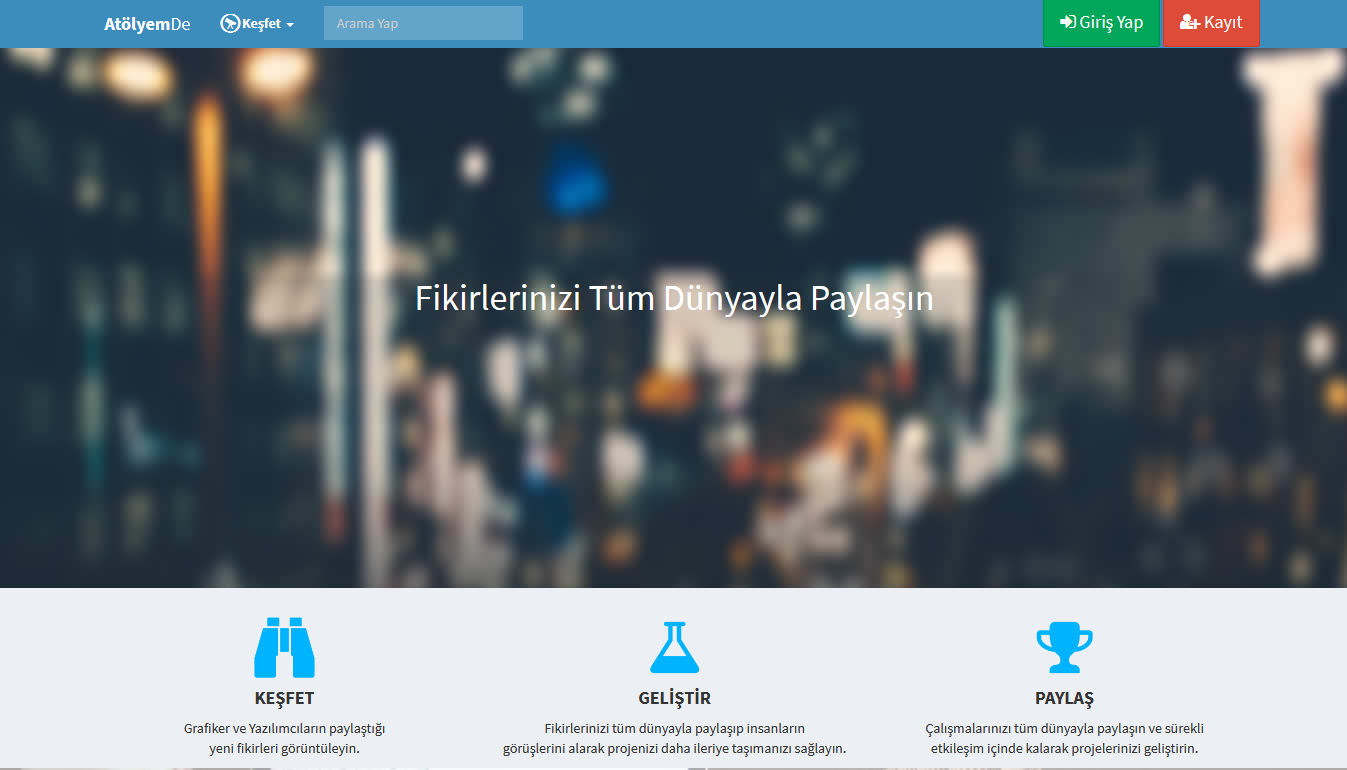 AtölyemDe
Keşfet
Arama Yap
Giriş Yap
Kayıt
Fikirlerinizi Tüm Dünyayla Paylaşın
KEŞFET
Grafiker ve Yazılımcıların paylaştığı
yeni fikirleri görüntüleyin.
GELİŞTİR
Fikirlerinizi tüm dünyayla paylaşıp insanların
görüşlerini alarak projenizi daha ileriye taşımanızı sağlayın.
PAYLAŞ
Çalışmalarınızı tüm dünyayla paylaşın ve sürekli
etkileşim içinde kalarak projelerinizi geliştirin.